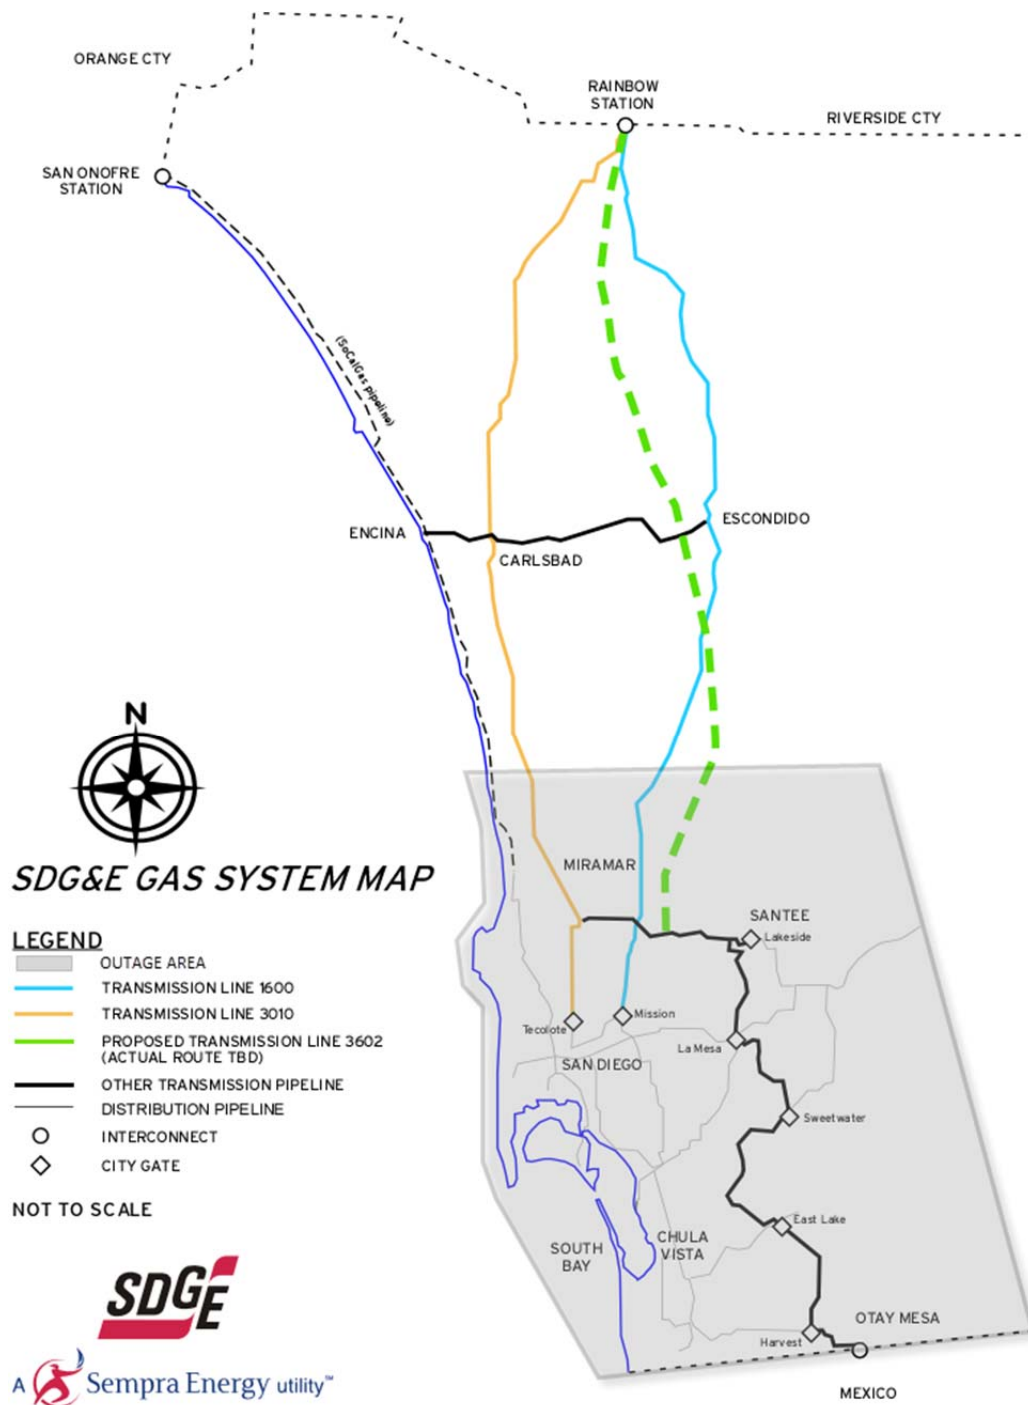 ORANGE CTY
RAINBOW
STATION
RIVERSIDE CTY
SAN ONOFRE
STATION
(SoCalGas pipeline)
ENCINA
ESCONDIDO
CARLSBAD
N
SDG&E GAS SYSTEM MAP
LEGEND
OUTAGE AREA
TRANSMISSION LINE 1600
TRANSMISSION LINE 3010
PROPOSED TRANSMISSION LINE 3602
(ACTUAL ROUTE TBD)
OTHER TRANSMISSION PIPELINE
DISTRIBUTION PIPELINE
INTERCONNECT
CITY GATE
NOT TO SCALE
MIRAMAR
SANTEE
Lakeside
Tecolote
Mission
La Mesa
SAN DIEGO
Sweetwater
East Lake
CHULA
VISTA
SOUTH
BAY
OTAY MESA
Harvest
MEXICO
SDGE
A Sempra Energy utility™